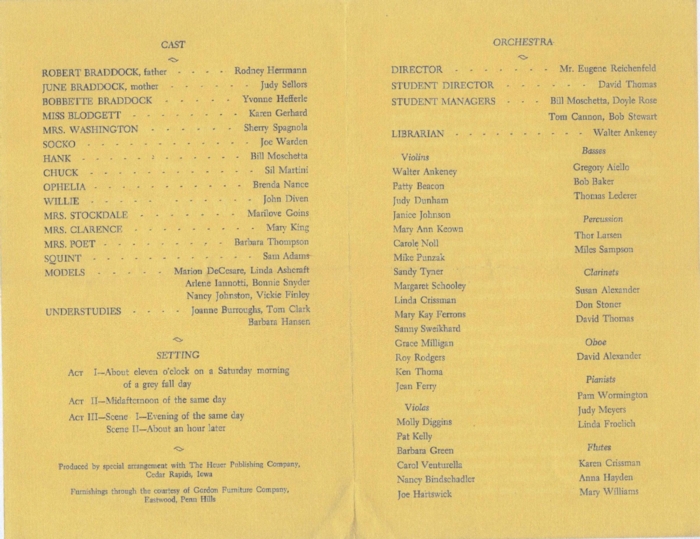 CAST
ROBERT BRADDOCK, father - - - - Rodney Herrmann
JUNE BRADDOCK, mother - - - - Judy Sellors
BOBBETTE BRADDOCK - - - - Yvonne Hefferle
MISS BLODGETT - - - - - Karen Gerhard
MRS. WASHINGTON - - - - - Sherry Spagnola
SOCKO - - - - - - - - - Joe Warden
HANK - - - - - - - - - Bill Moschetta
CHUCK - - - - - - - - - Sil Martini
OPHELIA - - - - - - - - Brenda Nance
WILLIE - - - - - - - - - John Diven
MRS. STOCKDALE - - - - - - Marilove Goins
MRS. CLARENCE - - - - - - - Mary King
MRS. POET - - - - - - - Barbara Thompson
SQUINT - - - - - - - - - Sam Adams
MODELS - - - - - Marion DeCesare, Linda Ashcraft
Arlene Iannotti, Bonnie Snyder
Nancy Johnston, Vickie Finley
UNDERSTUDIES - - - - Joanne Burroughs, Tom Clark
Barbara Hansen
SETTING
ACT I—About eleven o'clock on a Saturday morning
of a grey fall day
ACT II—Midafternoon of the same day
ACT III—Scene I—Evening of the same day
Scene II—About an hour later
Produced by special arrangement with The Heuer Publishing Company,
Cedar Rapids, Iowa
Furnishings through the courtesy of Gordon Furniture Company,
Eastwood, Penn Hills
ORCHESTRA
DIRECTOR - - - - - - - Mr. Eugene Reichenfeld
STUDENT DIRECTOR - - - - - - - David Thomas
STUDENT MANAGERS - - - Bill Moschetta, Doyle Rose
Tom Cannon, Bob Stewart
LIBRARIAN - - - - - - - - - - Walter Ankeney
Violins
Walter Ankeney
Patty Beacon
Judy Dunham
Janice Johnson
Mary Ann Keown
Carole Noll
Mike Punzak
Sandy Tyner
Margaret Schooley
Linda Crissman
Mary Kay Ferrons
Sanny Sweikhard
Grace Milligan
Roy Rodgers
Ken Thoma
Jean Ferry
Violas
Molly Diggins
Pat Kelly
Barbara Green
Carol Venturella
Nancy Bindschadler
Joe Hartswick
Basses
Gregory Aiello
Bob Baker
Thomas Lederer
Percussion
Thor Larsen
Miles Sampson
Clarinets
Susan Alexander
Don Stoner
David Thomas
Oboe
David Alexander
Pianists
Pam Wormington
Judy Meyers
Linda Froelich
Flutes
Karen Crissman
Anna Hayden
Mary Williams